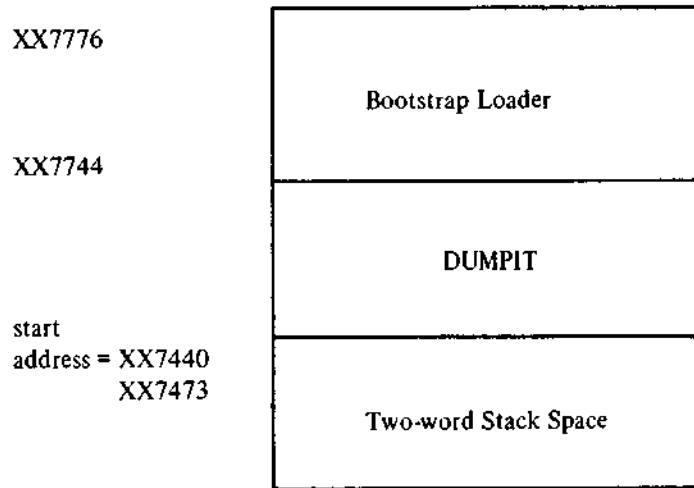 XX7776
Bootstrap Loader
XX7744
DUMPIT
start
address = XX7440
XX7473
Two-word Stack Space